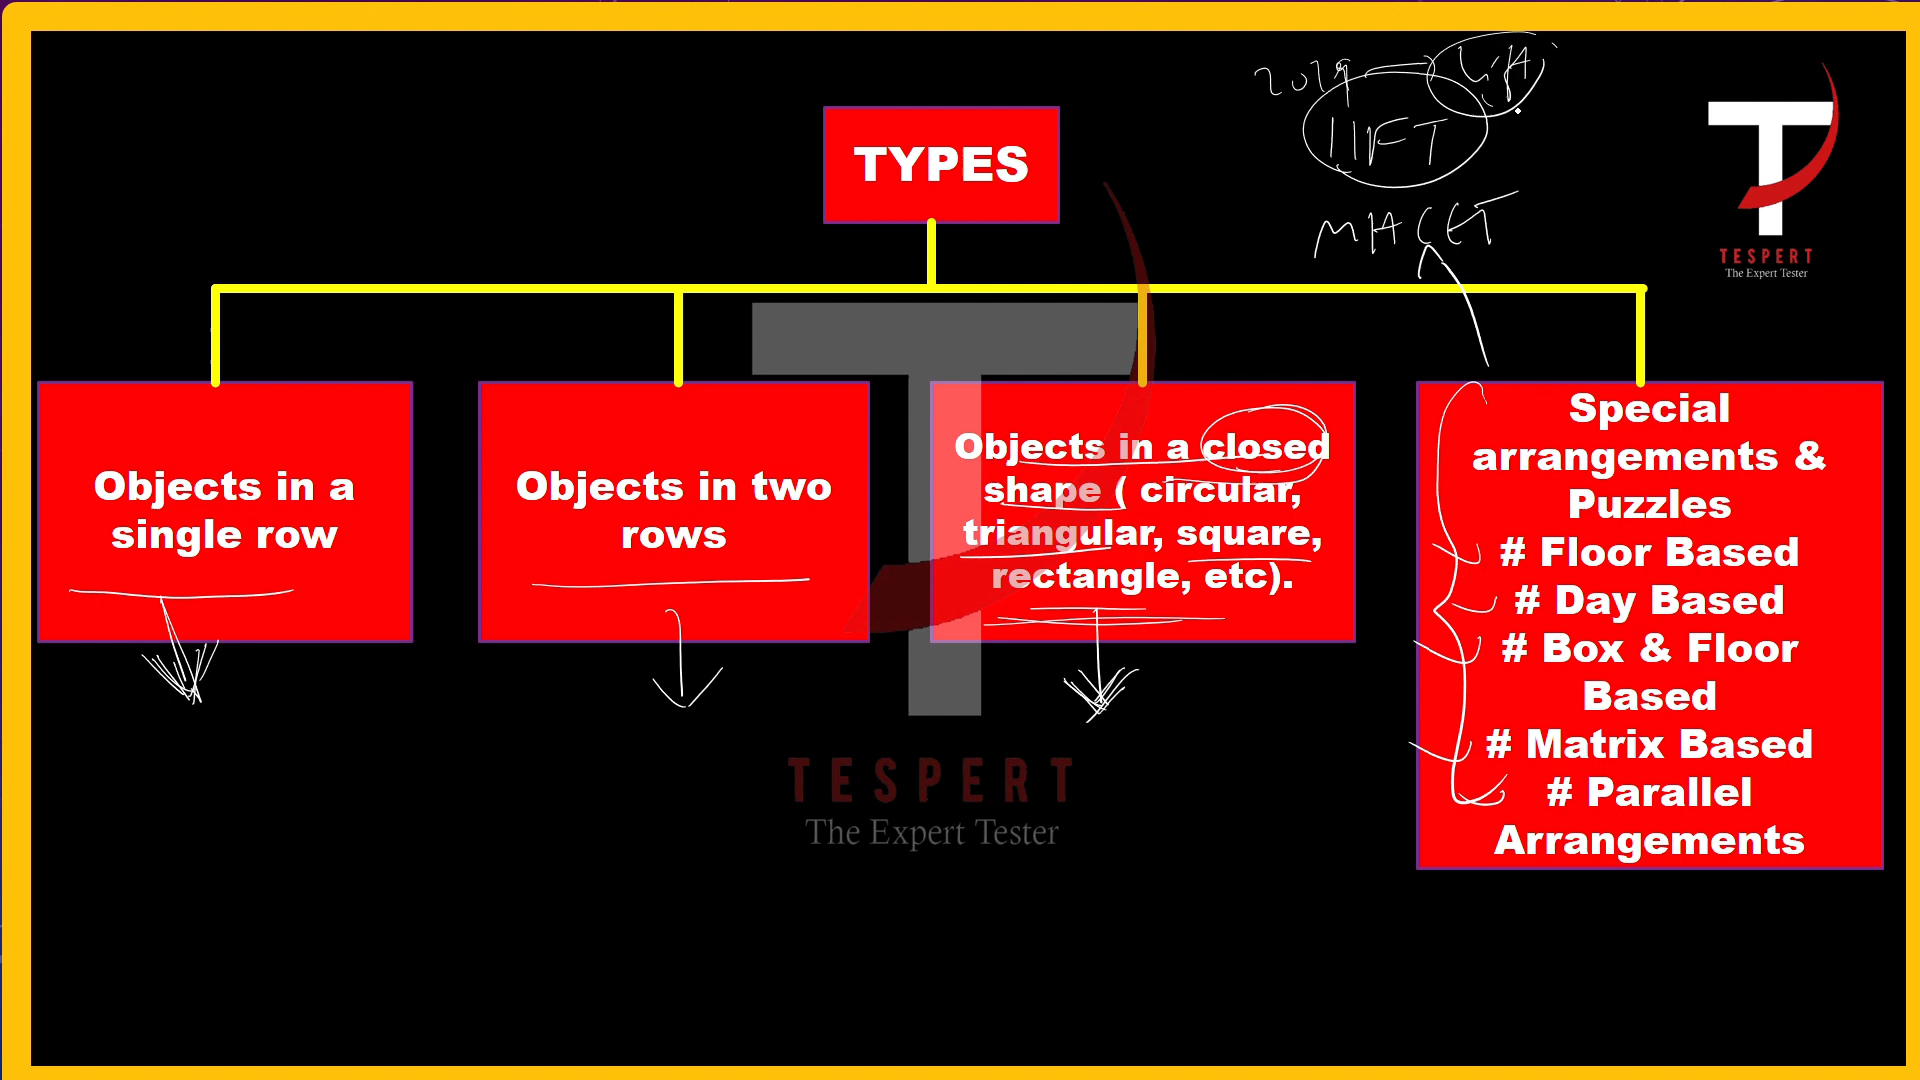 2019
Lift
IIFT
MHCET
TYPES
TESPERT
The Expert Tester
Objects in a
single row
Objects in two
rows
Objects in a closed
shape ( circular,
triangular, square,
rectangle, etc).
Special
arrangements &
Puzzles
# Floor Based
# Day Based
# Box & Floor
Based
# Matrix Based
# Parallel
Arrangements
TESPERT
The Expert Tester